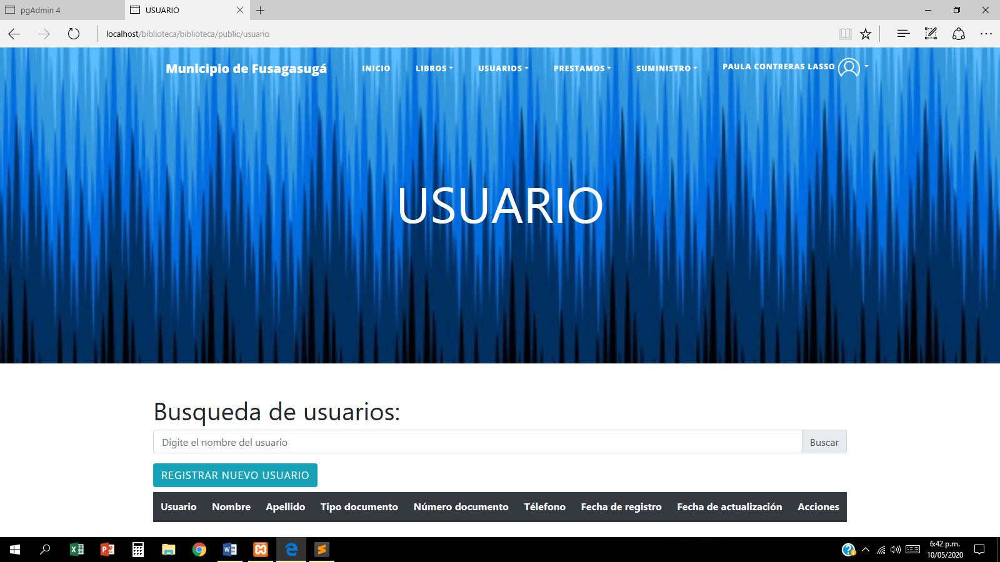 pgAdmin 4
USUARIO
localhost/biblioteca/biblioteca/public/usuario
Municipio de Fusagasugá
INICIO
LIBROS
USUARIOS
PRESTAMOS
SUMINISTRO
PAULA CONTRERAS LASSO
USUARIO
Busqueda de usuarios:
Digite el nombre del usuario
Buscar
REGISTRAR NUEVO USUARIO
Usuario Nombre Apellido Tipo documento Número documento Télefono Fecha de registro Fecha de actualización Acciones
6:42 p.m.
10/05/2020